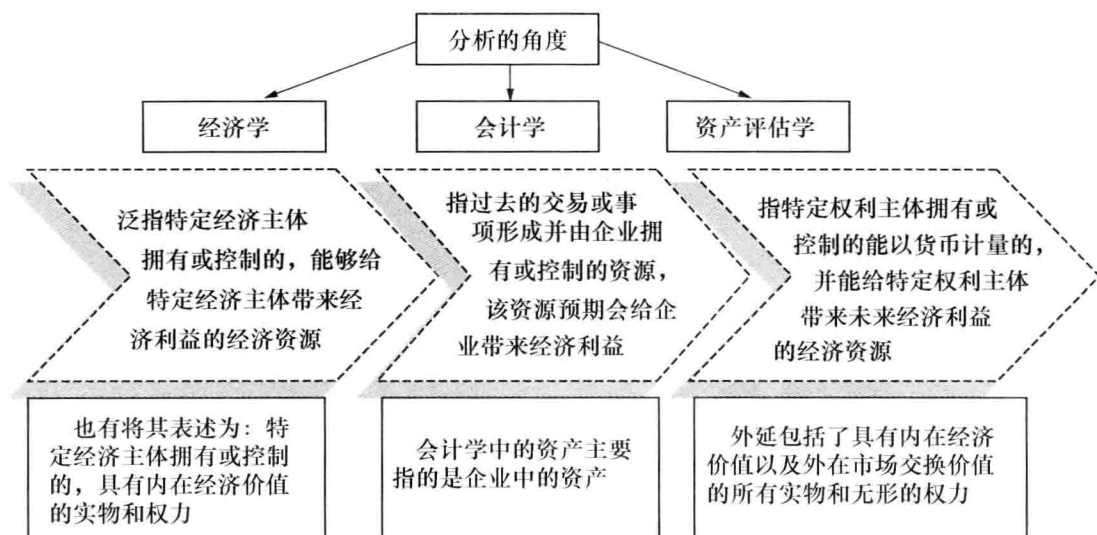 分析的角度
经济学
会计学
资产评估学
泛指特定经济主体
拥有或控制的，能够给
特定经济主体带来经
济利益的经济资源
指过去的交易或事
项形成并由企业拥
有或控制的资源，
该资源预期会给企
业带来经济利益
指特定权利主体拥有或
控制的能以货币计量的，
并能给特定权利主体
带来未来经济利益
的经济资源
也有将其表述为：特
定经济主体拥有或控制
的，具有内在经济价值
的实物和权力
会计学中的资产主要
指的是企业中的资产
外延包括了具有内在经济
价值以及外在市场交换价值
的所有实物和无形的权力